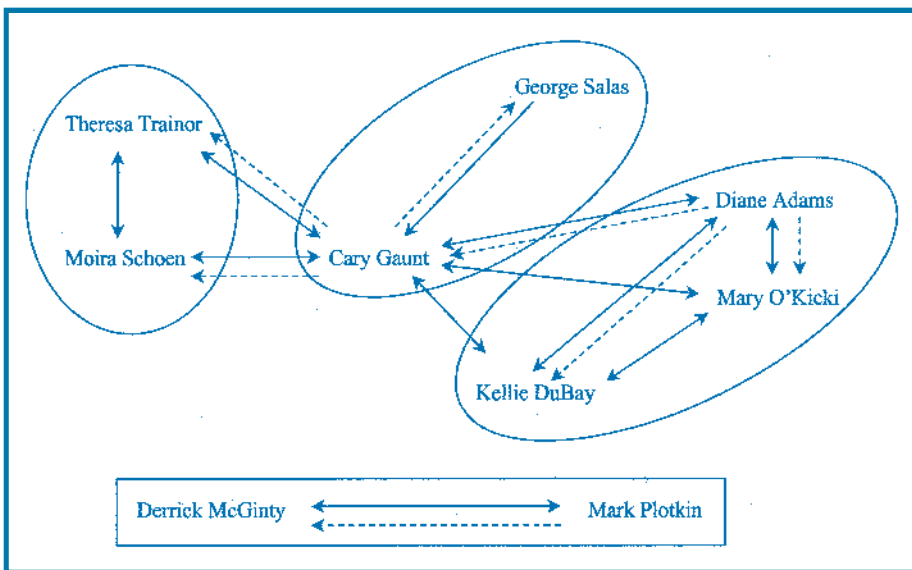 George Salas
Theresa Trainor
Diane Adams
Moira Schoen
Cary Gaunt
Mary O'Kicki
Kellie DuBay
Derrick McGinty
Mark Plotkin